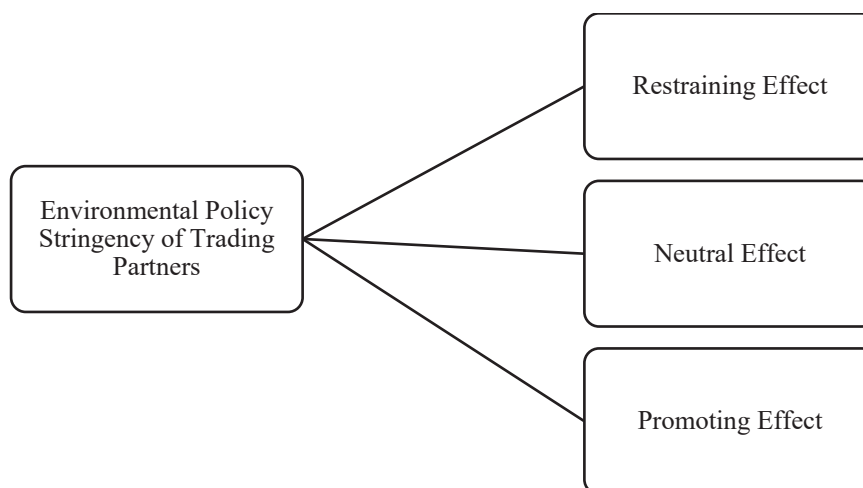 Environmental Policy
Stringency of Trading
Partners
Restraining Effect
Neutral Effect
Promoting Effect